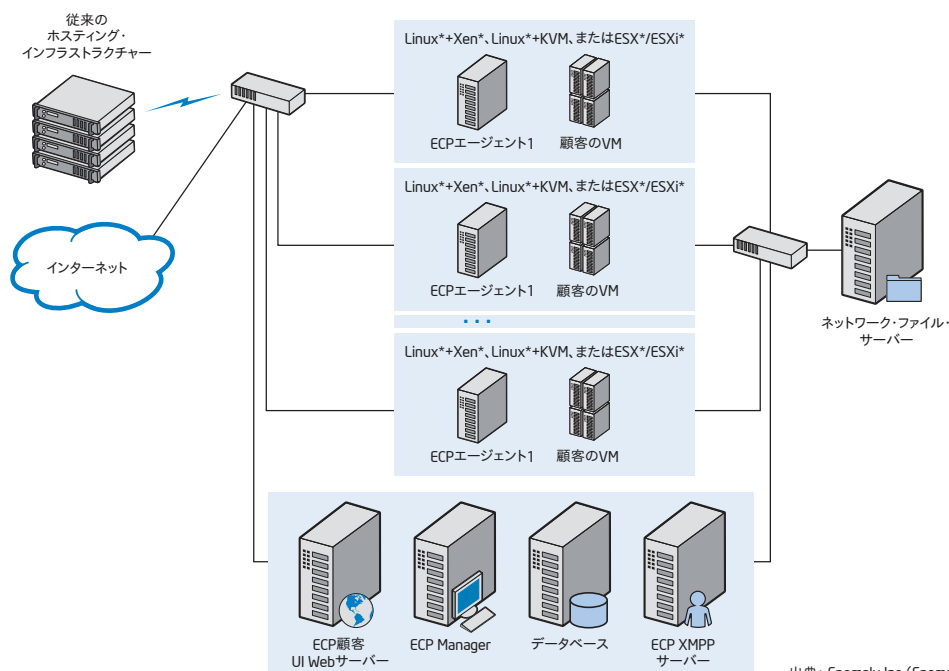 従来の
ホスティング・
インフラストラクチャー
Linux*+Xen*、Linux*+KVM、またはESX*/ESXi*
ECPエージェント1
顧客のVM
Linux*+Xen*、Linux*+KVM、またはESX*/ESXi*
ECPエージェント1
顧客のVM
インターネット
ネットワーク・ファイル・
サーバー
...
Linux*+Xen*、Linux*+KVM、またはESX*/ESXi*
ECPエージェント1
顧客のVM
ECP顧客
UI Webサーバー
ECP Manager
データベース
ECP XMPP
サーバー